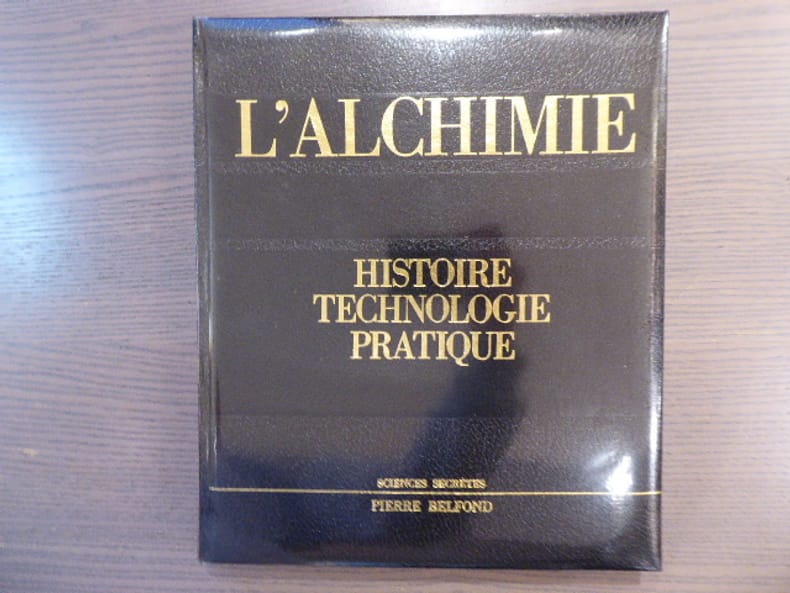 L'ALCHIMIE
HISTOIRE
TECHNOLOGIE
PRATIQUE
SCIENCES SECRÈTES
PIERRE BELFOND